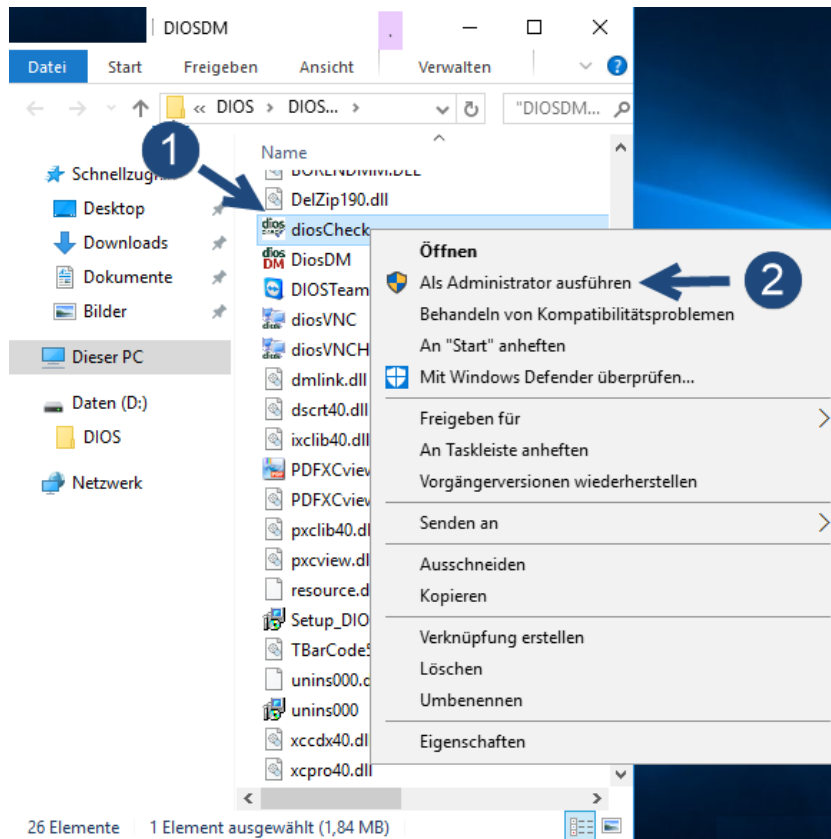 DIOSDM
Datei Start Freigeben Ansicht Verwalten
« DIOS > DIOS... > "DIOSDM...
1
Name
Schnellzugr...
Desktop
Downloads
Dokumente
Bilder
Dieser PC
Daten (D:)
DIOS
Netzwerk
DelZip190.dll
diosCheck
DiosDM
DIOSTeam
diosVNC
diosVNCH
dmlink.dll
dscrt40.dll
ixclib40.dll
PDFXCview
PDFXCview
pxclib40.dl
pxcview.dl
resource.d
Setup_DIO
TBarCode5
unins000.d
unins000
xccdx40.dl
xcpro40.dll
Öffnen
Als Administrator ausführen
2
Behandeln von Kompatibilitätsproblemen
An "Start" anheften
Mit Windows Defender überprüfen...
Freigeben für
An Taskleiste anheften
Vorgängerversionen wiederherstellen
Senden an
Ausschneiden
Kopieren
Verknüpfung erstellen
Löschen
Umbenennen
Eigenschaften
26 Elemente 1 Element ausgewählt (1,84 MB)